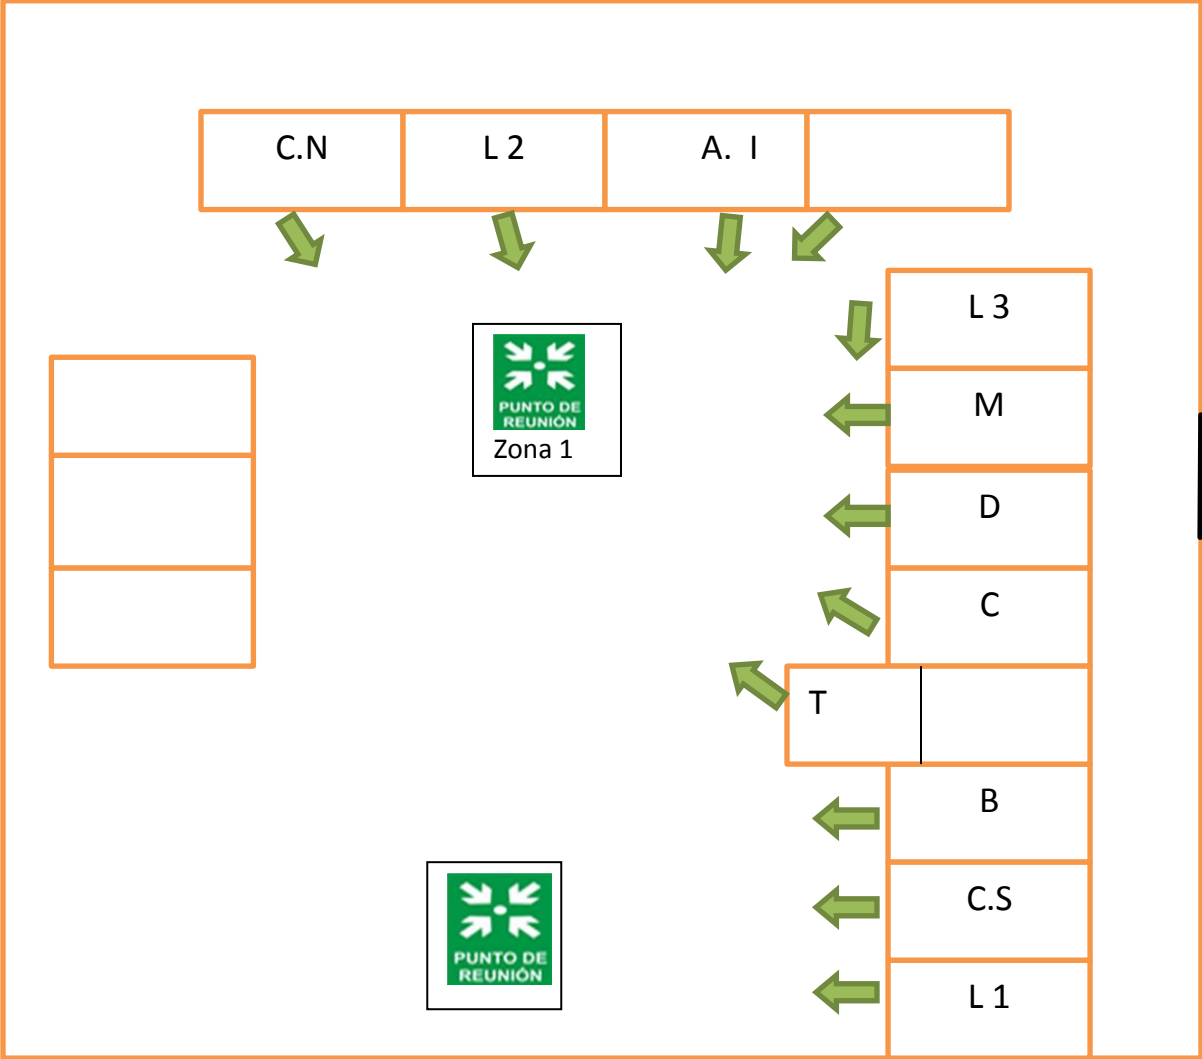 C.N
L 2
A. I
L 3
M
PUNTO DE
REUNIÓN
Zona 1
D
C
T
B
C.S
PUNTO DE
REUNIÓN
L 1